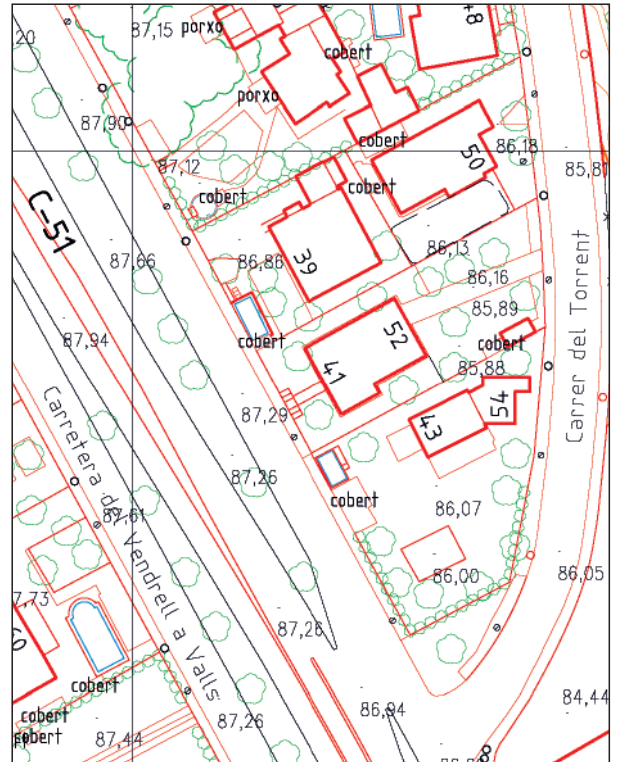 87,15
porxo
48
20
cobert
porxo
87,90
cobert
86,18
50
87,12
85,81
cobert
cobert
C-51
86,13
87,66
86,86
39
86,16
85,89
Carrer del Torrent
87,94
cobert
52
cobert
41
85,88
Carretera del Vendrell a Valls
87,29
54
43
87,26
cobert
86,07
87,61
86,00
86,05
7,73
87,26
60
cobert
86,94
84,44
cobert
87,26
cobert
87,44